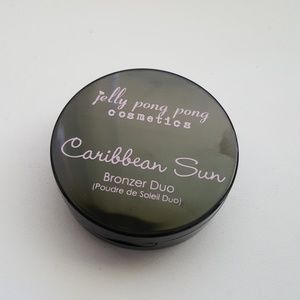 jelly pong pong
cosmetics
Caribbean Sun
Bronzer Duo
(Poudre de Soleil Duo)